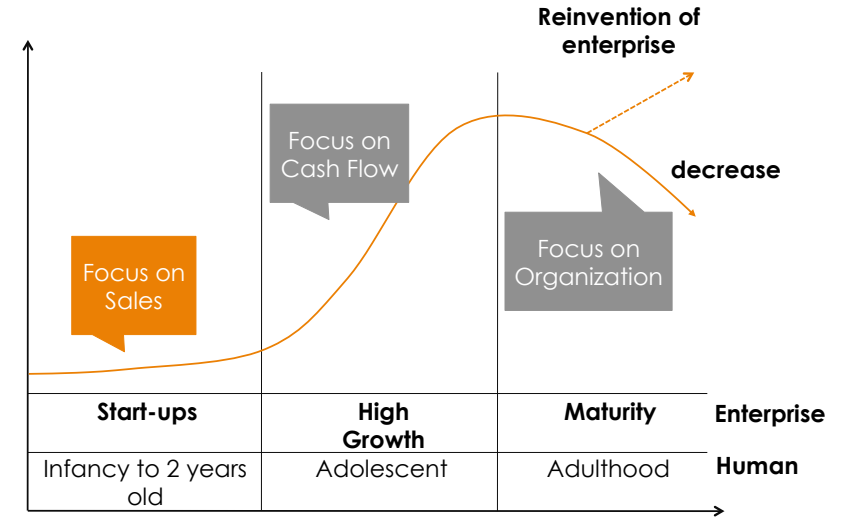 Reinvention of
enterprise
Focus on
Cash Flow
decrease
Focus on
Organization
Focus on
Sales
Start-ups
High
Growth
Maturity
Enterprise
Infancy to 2 years
old
Adolescent
Adulthood
Human